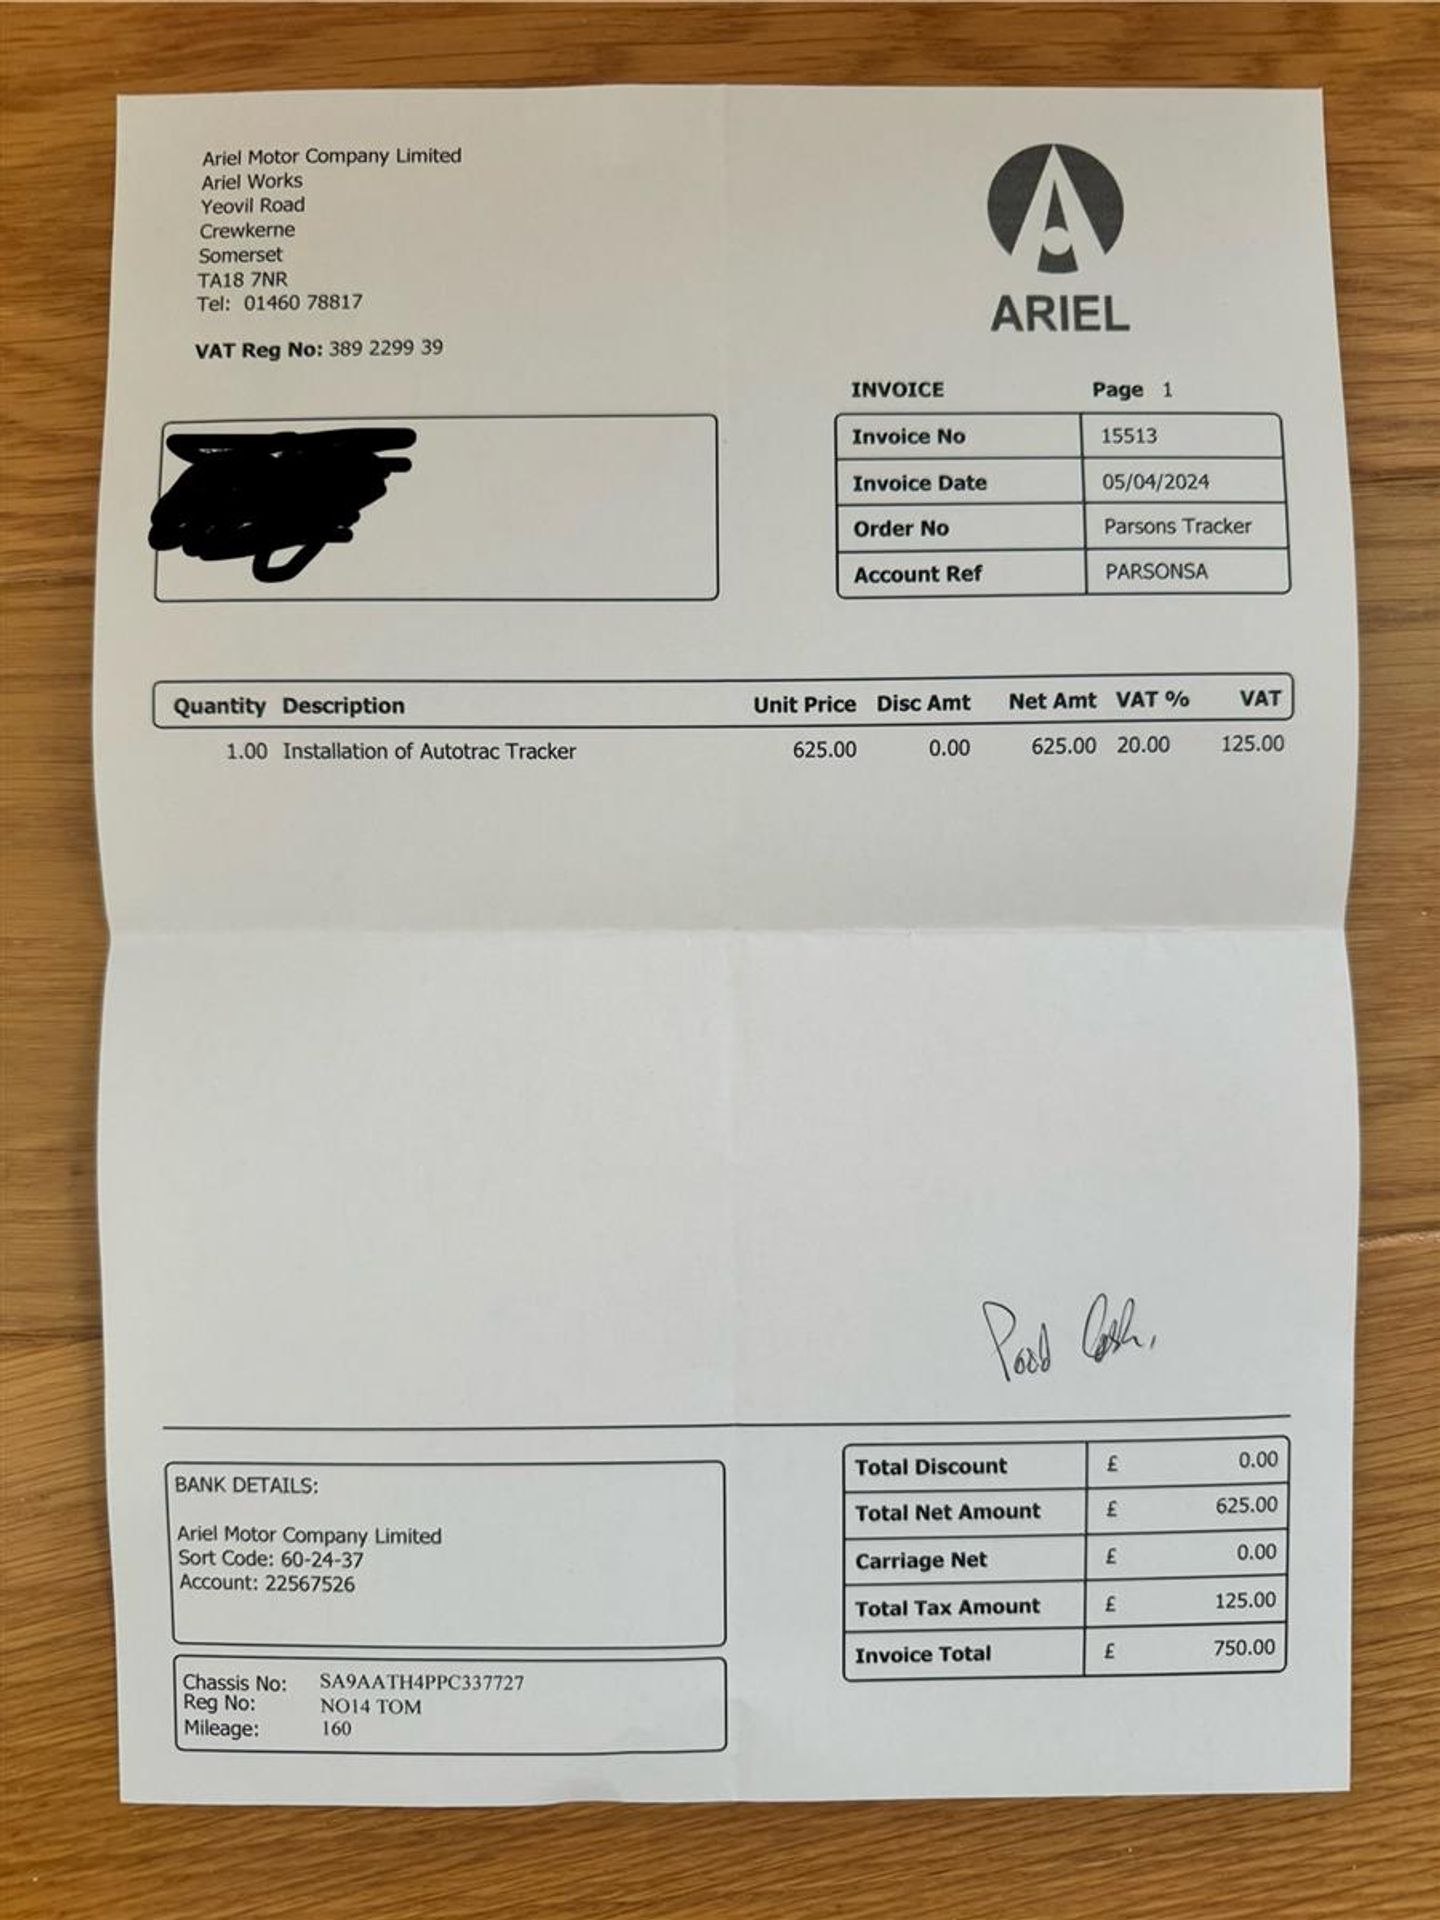 Ariel Motor Company Limited
Ariel Works
Yeovil Road
Crewkerne
Somerset
TA18 7NR
Tel: 01460 78817
VAT Reg No: 389 2299 39
ARIEL
INVOICE Page 1
Invoice No 15513
Invoice Date 05/04/2024
Order No Parsons Tracker
Account Ref PARSONSA
Quantity Description Unit Price Disc Amt Net Amt VAT % VAT
1.00 Installation of Autotrac Tracker 625.00 0.00 625.00 20.00 125.00
Paid Cash.
BANK DETAILS:
Ariel Motor Company Limited
Sort Code: 60-24-37
Account: 22567526
Chassis No: SA9AATH4PPC337727
Reg No: NO14 TOM
Mileage: 160
Total Discount £ 0.00
Total Net Amount £ 625.00
Carriage Net £ 0.00
Total Tax Amount £ 125.00
Invoice Total £ 750.00